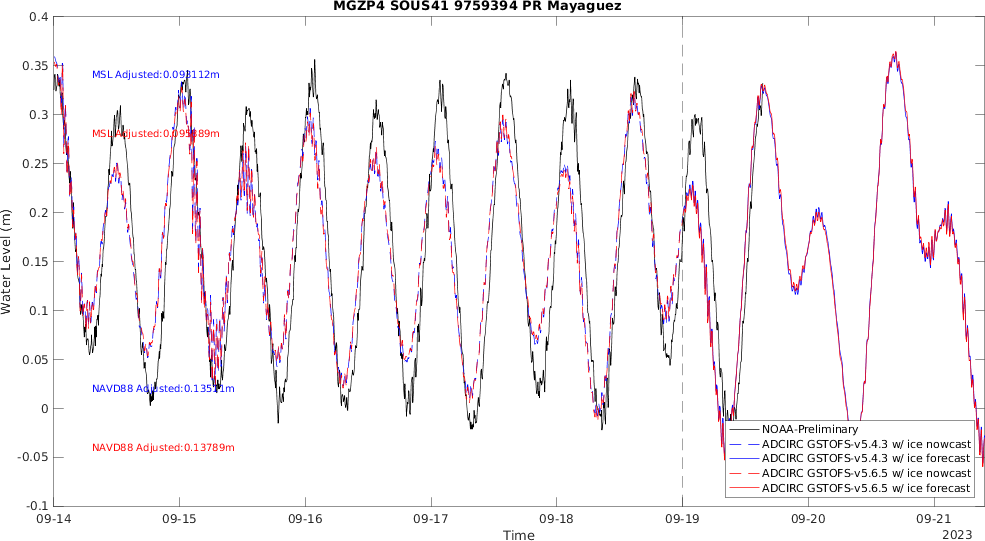 MGZP4 SOUS41 9759394 PR Mayaguez
0.4
0.35
0.3
0.25
0.2
0.15
0.1
0.05
0
-0.05
-0.1
Water Level (m)
MSL Adjusted:0.093112m
MSL Adjusted:
NAVD88 Adjusted:
NAVD88 Adjusted:0.13789m
NOAA-Preliminary
ADCIRC GSTOFS-v5.4.3 w/ ice nowcast
ADCIRC GSTOFS-v5.4.3 w/ ice forecast
ADCIRC GSTOFS-v5.6.5 w/ ice nowcast
ADCIRC GSTOFS-v5.6.5 w/ ice forecast
09-14 09-15 09-16 09-17 09-18 09-19 09-20 09-21
Time
2023